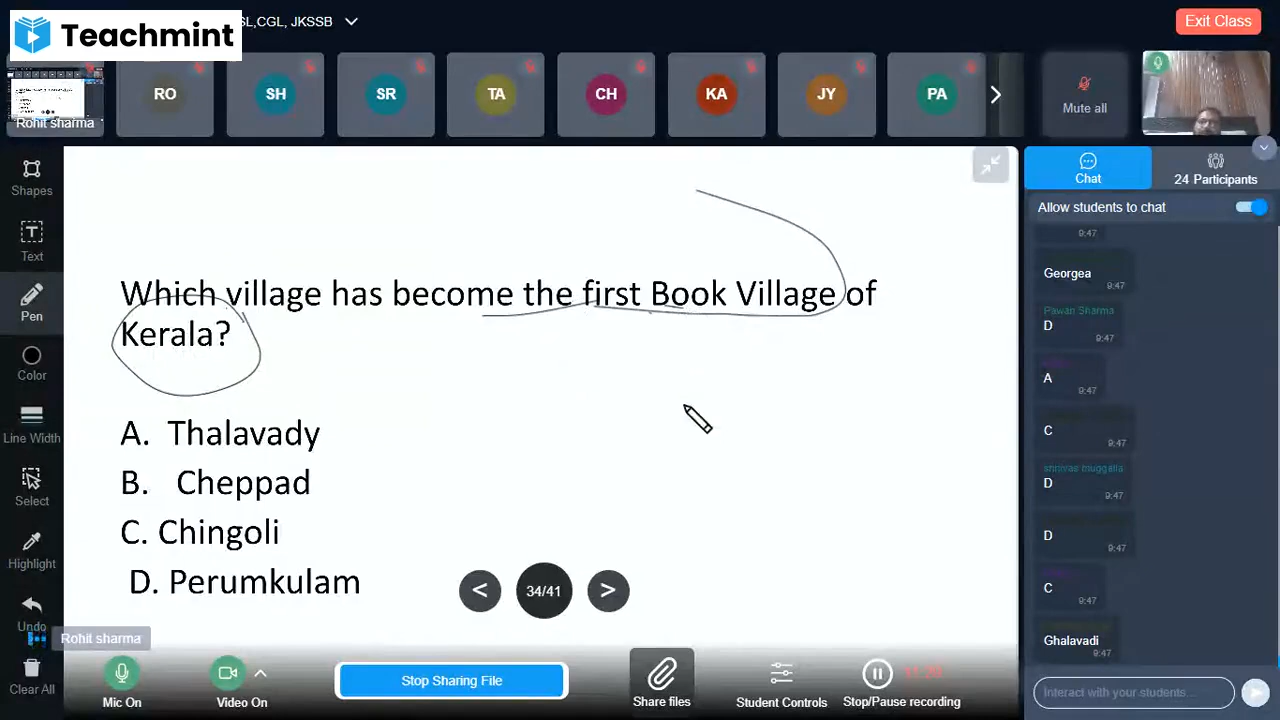 Teachmint
SL,CGL, JKSSB
Exit Class
RO
SH
SR
TA
CH
KA
JY
PA
Mute all
Rohit sharma
Shapes
Text
Pen
Color
Line Width
Select
Highlight
Undo
Clear All
Which village has become the first Book Village of
Kerala?
A. Thalavady
B. Cheppad
C. Chingoli
D. Perumkulam
34/41
Rohit sharma
Mic On
Video On
Stop Sharing File
Share files
Student Controls
Stop/Pause recording
Chat
24 Participants
Allow students to chat
9:47
Georgea
9:47
Pawan Sharma
D
9:47
A
9:47
C
9:47
srinivas muggella
D
9:47
D
9:47
C
9:47
Ghalavadi
9:47
Interact with your students...